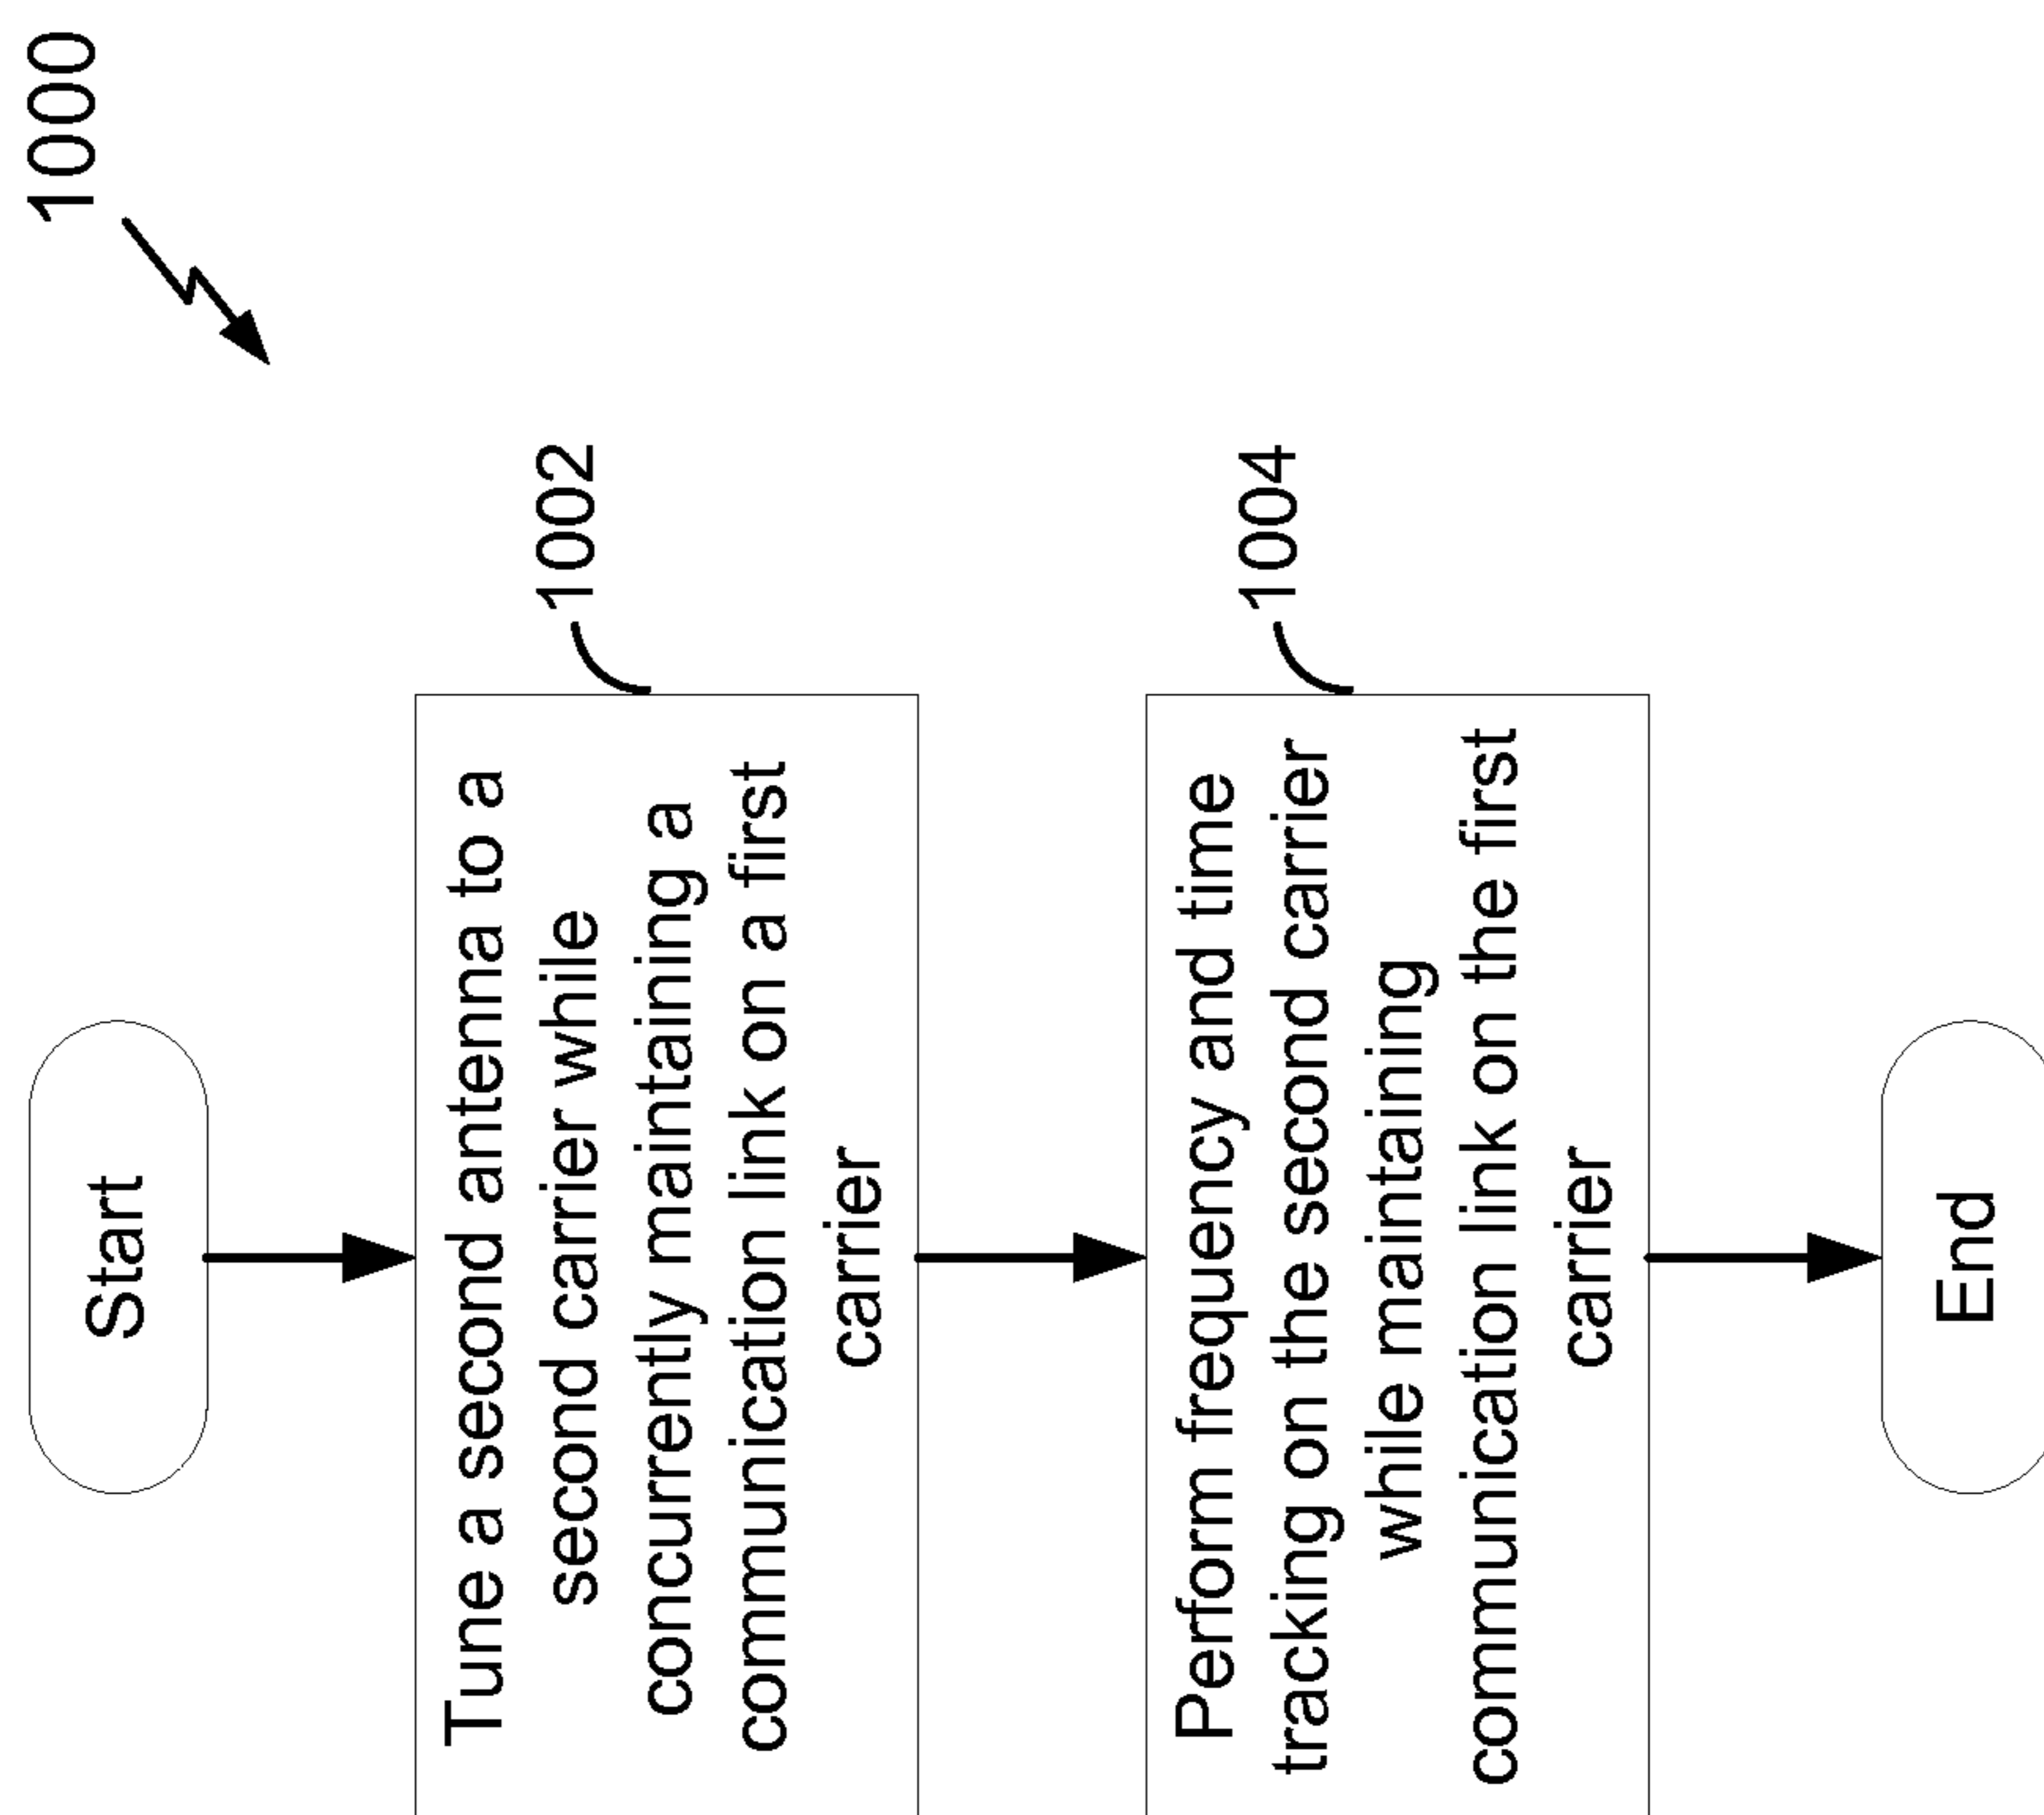 1000
Start
Tune a second antenna to a
second carrier while
concurrently maintaining a
communication link on a first
carrier
1002
Perform frequency and time
tracking on the second carrier
while maintaining
communication link on the first
carrier
1004
End